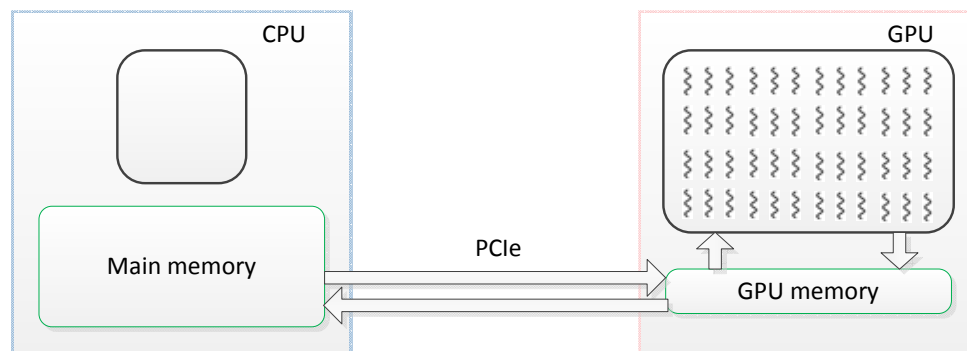 CPU
GPU
PCIe
Main memory
GPU memory